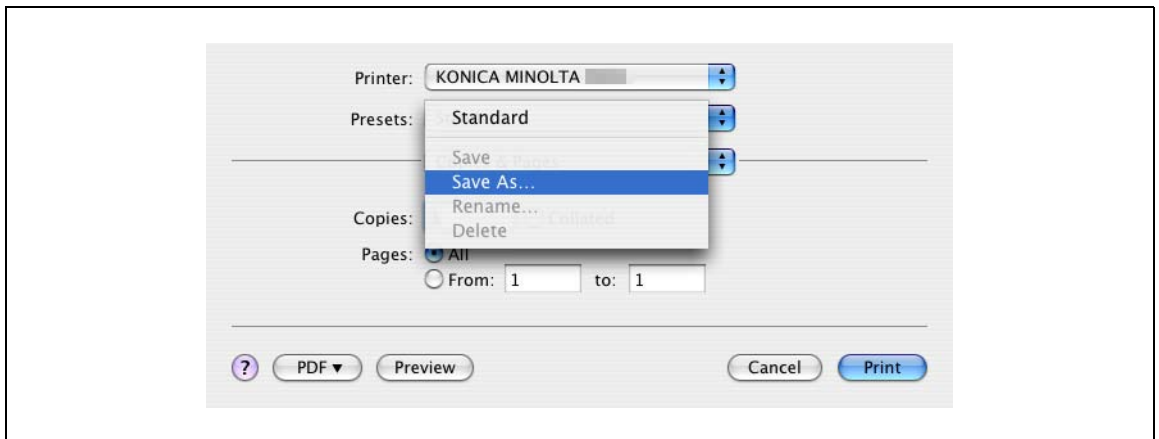 Printer: KONICA MINOLTA
Presets: Standard
Save
Save As...
Rename...
Delete
Copies: Collated
Pages: All
From: 1 to: 1
? PDF ▼ Preview Cancel Print